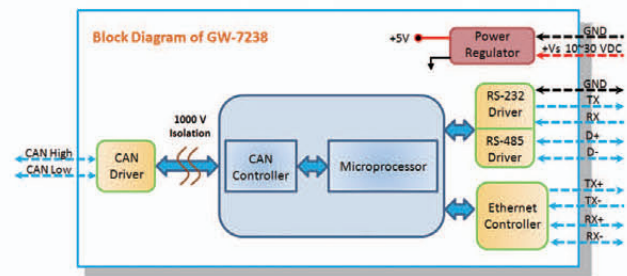 Block Diagram of GW-7238
+5V
Power
Regulator
GND
+Vs 10~30 VDC
1000 V
Isolation
CAN High
CAN Low
CAN
Driver
CAN
Controller
Microprocessor
RS-232
Driver
RS-485
Driver
GND
TX
RX
D+
D-
Ethernet
Controller
TX+
TX-
RX+
RX-